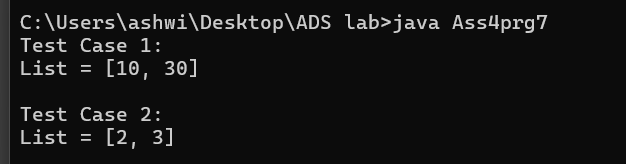 C:\Users\ashwi\Desktop\ADS lab>java Ass4prg7
Test Case 1:
List = [10, 30]
Test Case 2:
List = [2, 3]